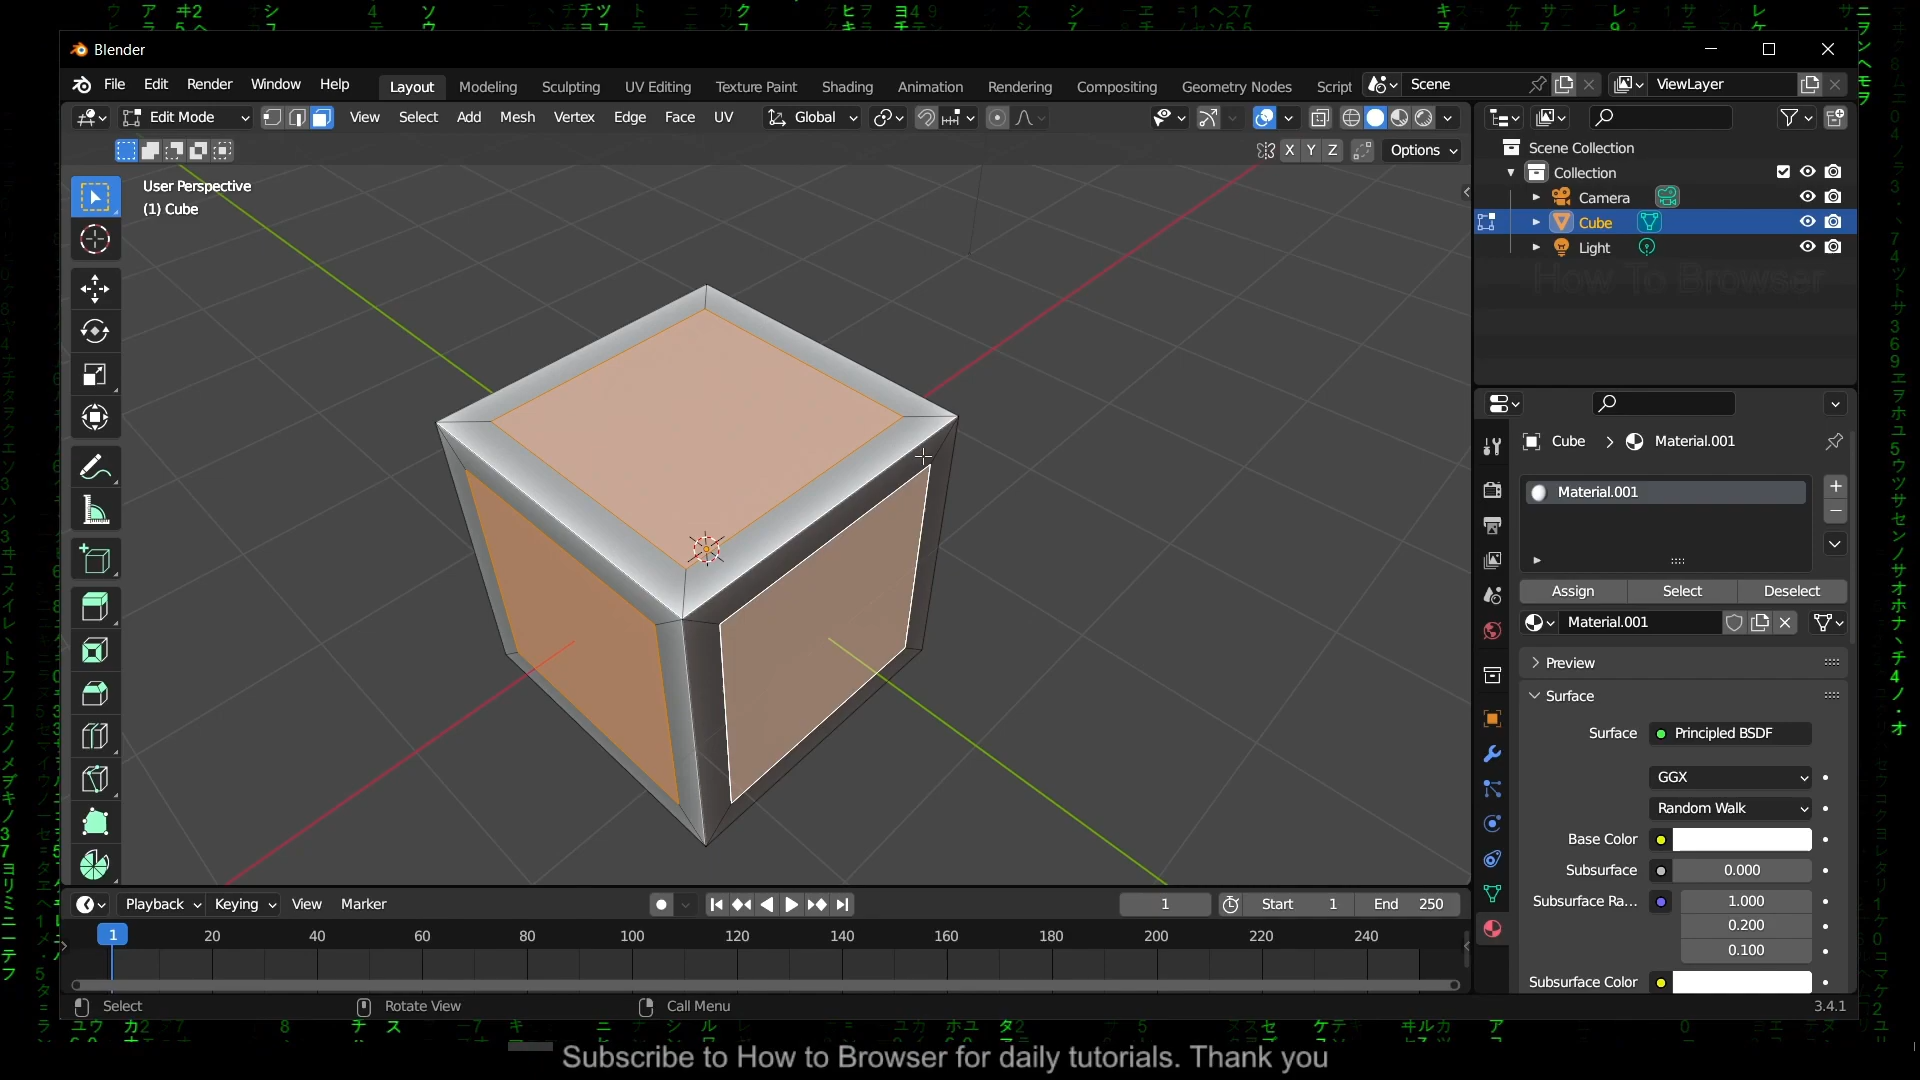 Blender
File Edit Render Window Help Layout Modeling Sculpting UV Editing Texture Paint Shading Animation Rendering Compositing Geometry Nodes Script Scene ViewLayer
Edit Mode View Select Add Mesh Vertex Edge Face UV Global
X Y Z Options
User Perspective
(1) Cube
Scene Collection
Collection
Camera
Cube
Light
How To Browser
Cube > Material.001
Material.001
Assign Select Deselect
Material.001
Preview
Surface
Surface Principled BSDF
GGX
Random Walk
Base Color
Subsurface 0.000
Subsurface Ra... 1.000
0.200
0.100
Subsurface Color
Playback Keying View Marker 1 Start 1 End 250
1 20 40 60 80 100 120 140 160 180 200 220 240
Select Rotate View Call Menu 3.4.1
Subscribe to How to Browser for daily tutorials. Thank you